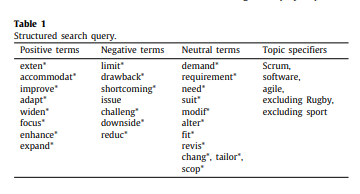 Table 1
Structured search query.
Positive terms Negative terms Neutral terms Topic specifiers
exten* limit* demand* Scrum,
accommodat* drawback* requirement* software,
improve* shortcoming* need* agile,
adapt* issue suit* excluding Rugby,
widen* challeng* modif* excluding sport
focus* downside* alter*
enhance* reduc* fit*
expand* revis*
chang*, tailor*,
scop*